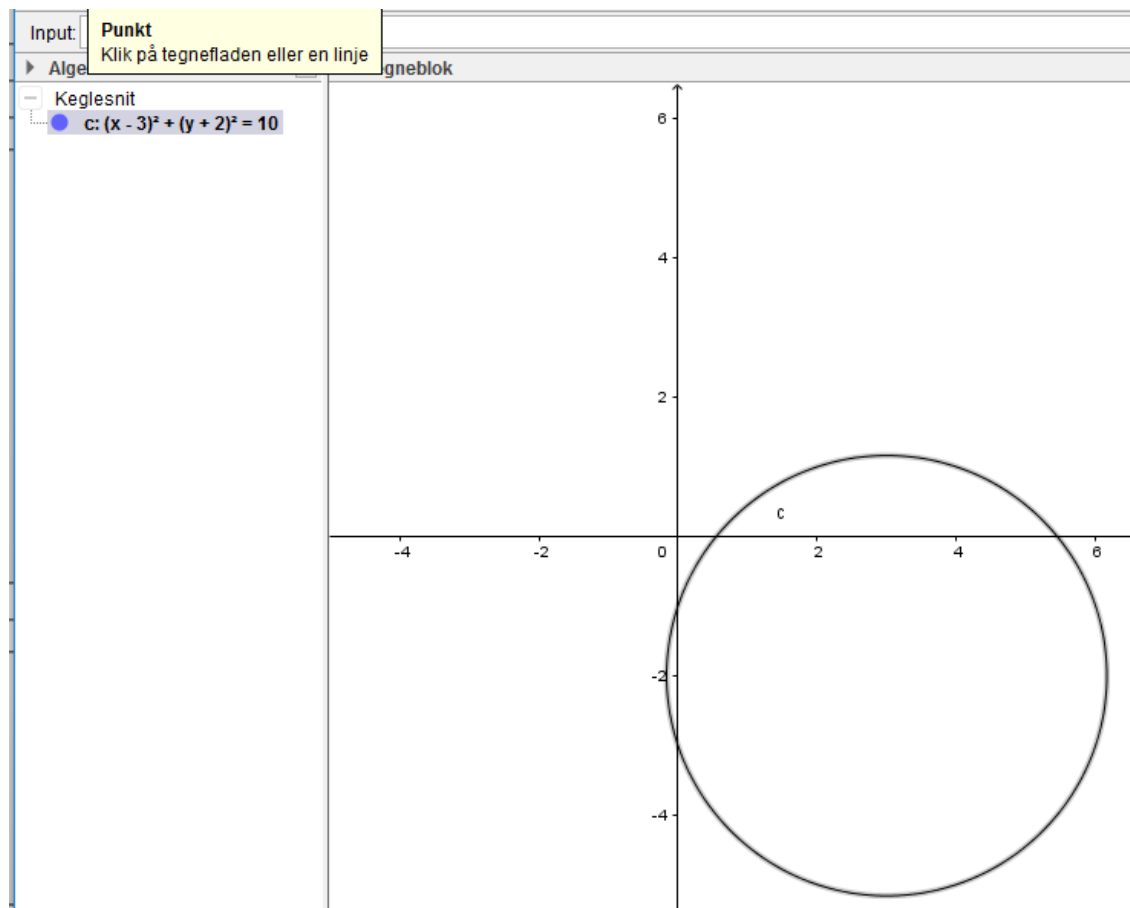 Input:
Punkt
Klik på tegnefladen eller en linje
Alge
gneblok
Keglesnit
c: (x - 3)² + (y + 2)² = 10
6
4
2
c
-4 -2 0 2 4 6
-2
-4